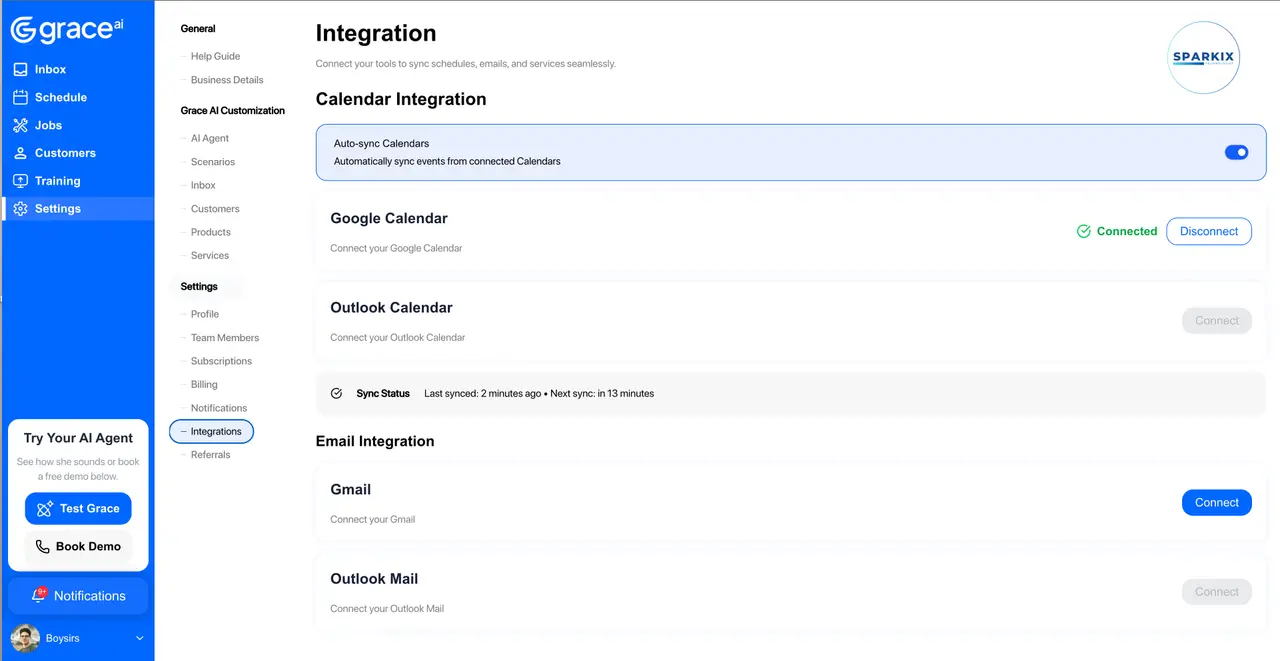 grace ai
Inbox
Schedule
Jobs
Customers
Training
Settings
Try Your AI Agent
See how she sounds or book
a free demo below.
Test Grace
Book Demo
9+
Notifications
Boysirs
General
Help Guide
Business Details
Grace AI Customization
AI Agent
Scenarios
Inbox
Customers
Products
Services
Settings
Profile
Team Members
Subscriptions
Billing
Notifications
Integrations
Referrals
Integration
Connect your tools to sync schedules, emails, and services seamlessly.
SPARKIX
Calendar Integration
Auto-sync Calendars
Automatically sync events from connected Calendars
Google Calendar
Connect your Google Calendar
Connected
Disconnect
Outlook Calendar
Connect your Outlook Calendar
Connect
Sync Status Last synced: 2 minutes ago • Next sync: in 13 minutes
Email Integration
Gmail
Connect your Gmail
Connect
Outlook Mail
Connect your Outlook Mail
Connect